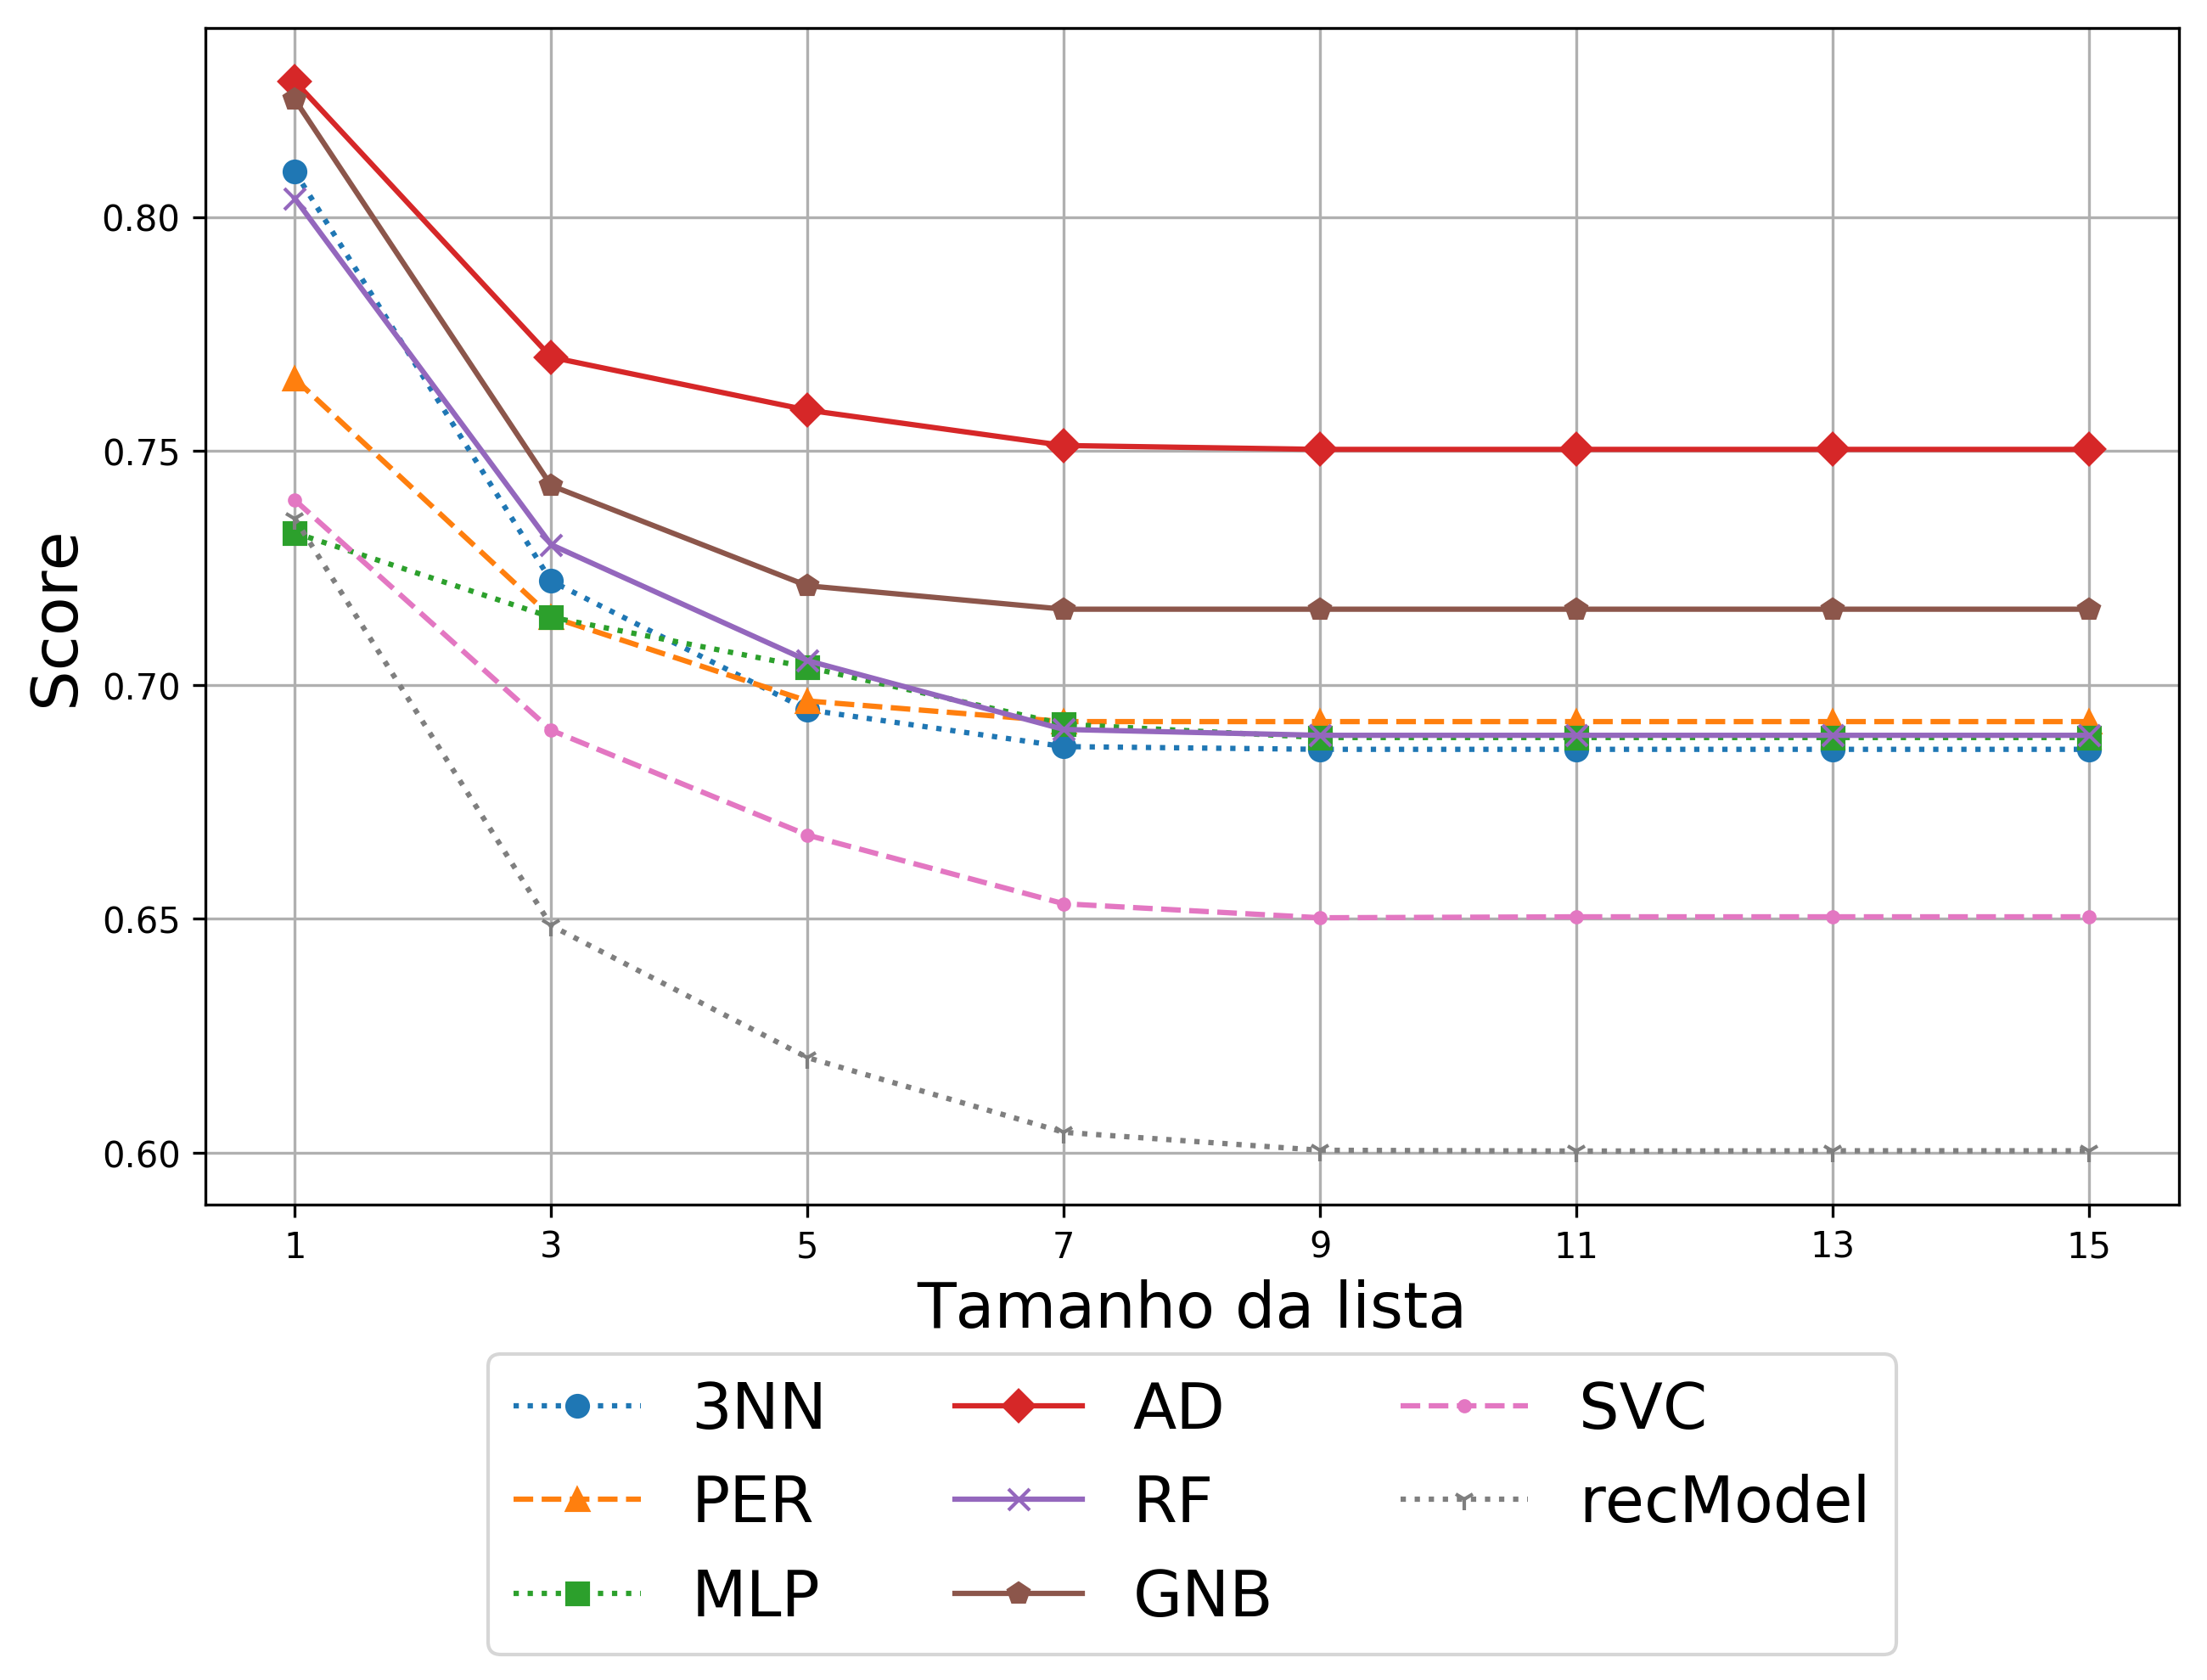 0.80
0.75
0.70
0.65
0.60
Score
1 3 5 7 9 11 13 15
Tamanho da lista
3NN AD SVC
PER RF recModel
MLP GNB